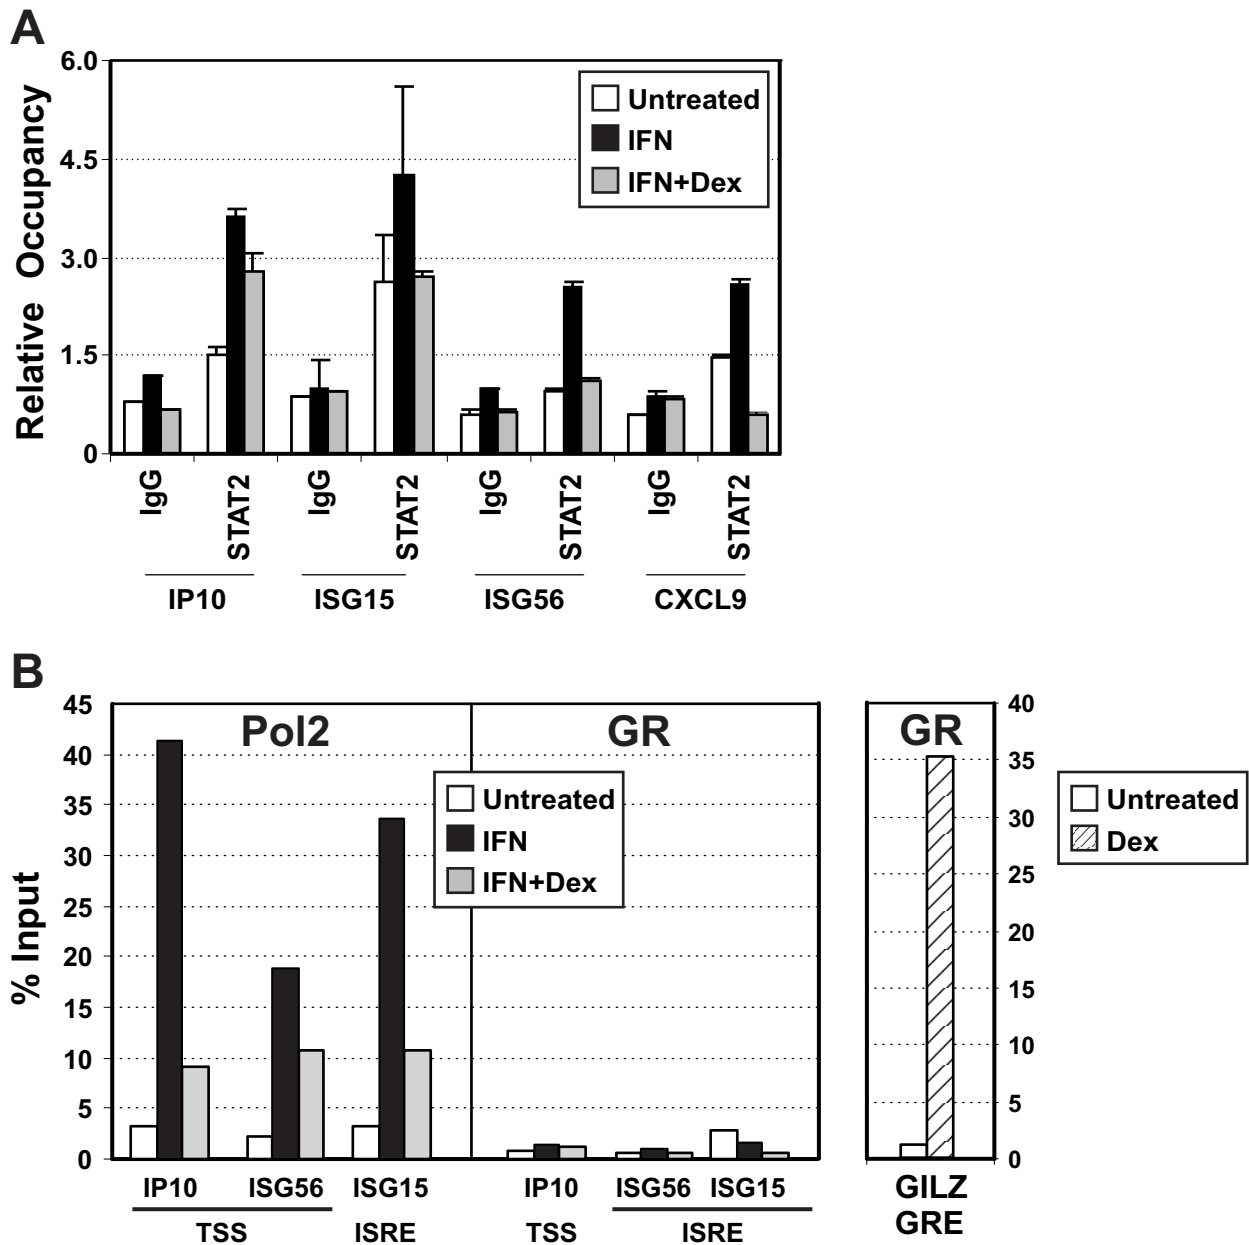 A
Relative Occupancy
6.0
4.5
3.0
1.5
0
Untreated
IFN
IFN+Dex
IgG
STAT2
IgG
STAT2
IgG
STAT2
IgG
STAT2
IP10
ISG15
ISG56
CXCL9
B
% Input
45
40
35
30
25
20
15
10
5
0
Pol2
GR
Untreated
IFN
IFN+Dex
IP10
ISG56
ISG15
IP10
ISG56
ISG15
TSS
ISRE
TSS
ISRE
GR
40
35
30
25
20
15
10
5
0
Untreated
Dex
GILZ
GRE